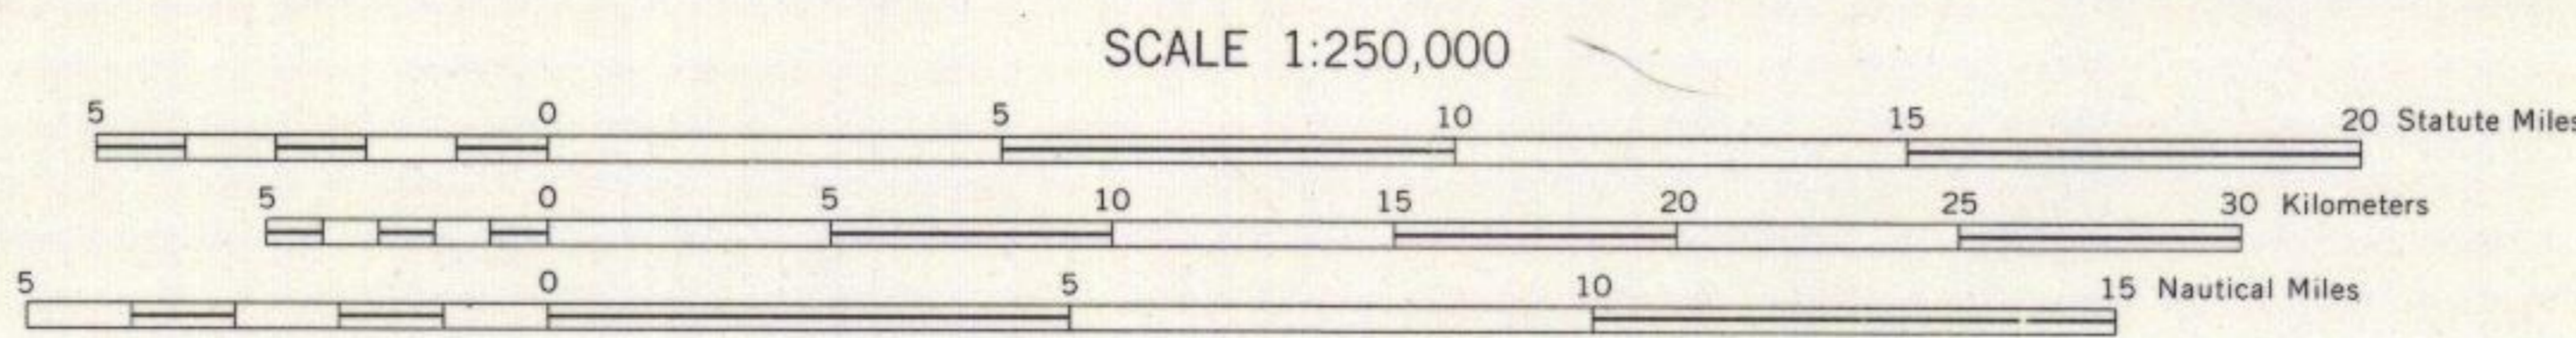 SCALE 1:250,000
5 0 5 10 15 20 Statute Miles
5 0 5 10 15 20 25 30 Kilometers
5 0 5 10 15 Nautical Miles